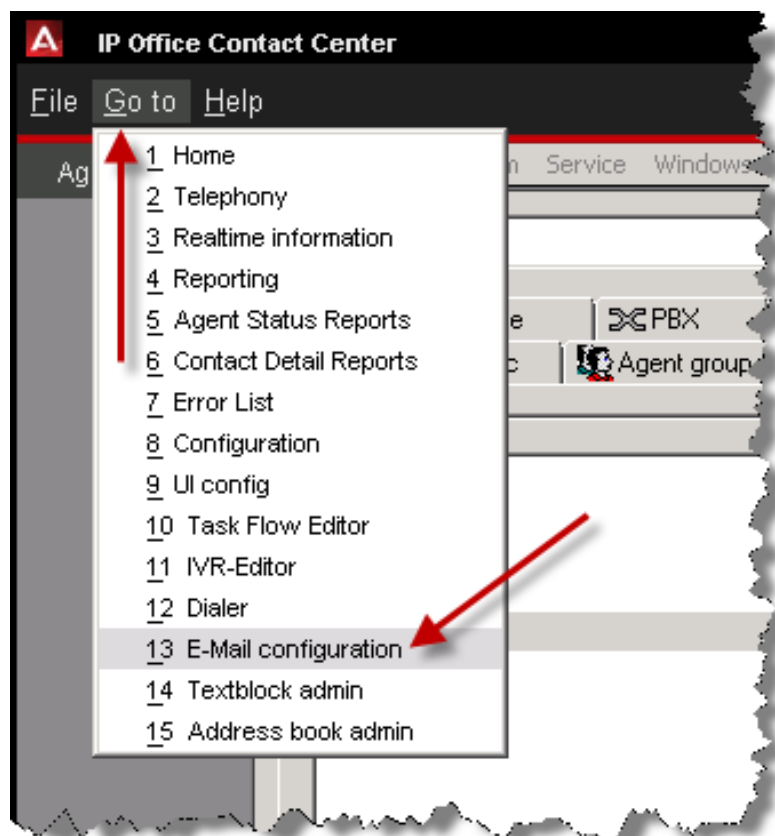 A IP Office Contact Center
File Go to Help
Ag
Service Windows
1 Home
2 Telephony
3 Realtime information
4 Reporting
5 Agent Status Reports
e PBX
6 Contact Detail Reports
c Agent group
7 Error List
8 Configuration
9 UI config
10 Task Flow Editor
11 IVR-Editor
12 Dialer
13 E-Mail configuration
14 Textblock admin
15 Address book admin